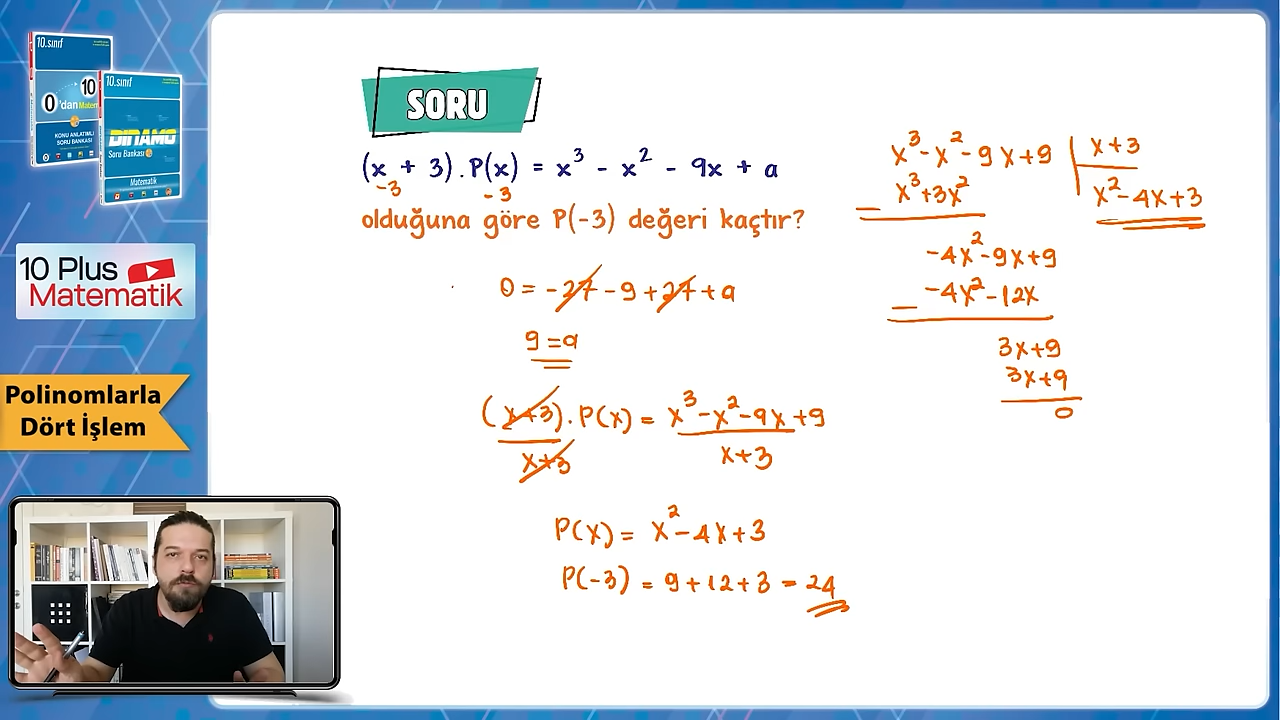 10.sınıf
0'dan 10
KONU ANLATIMLI
SORU BANKASI
10.sınıf
DINAMO
Soru Bankası
Matematik
10 Plus
Matematik
Polinomlarla
Dört İşlem
SORU
(x + 3).P(x) = x³ - x² - 9x + a
-3 -3
olduğuna göre P(-3) değeri kaçtır?
0 = -27 - 9 + 27 + a
9 = a
(x+3).P(x) = x³ - x² - 9x + 9
x+3 x+3
P(x) = x² - 4x + 3
P(-3) = 9 + 12 + 3 = 24
x³ - x² - 9x + 9 | x + 3
x³ + 3x² x² - 4x + 3
-4x² - 9x + 9
-4x² - 12x
3x + 9
3x + 9
0